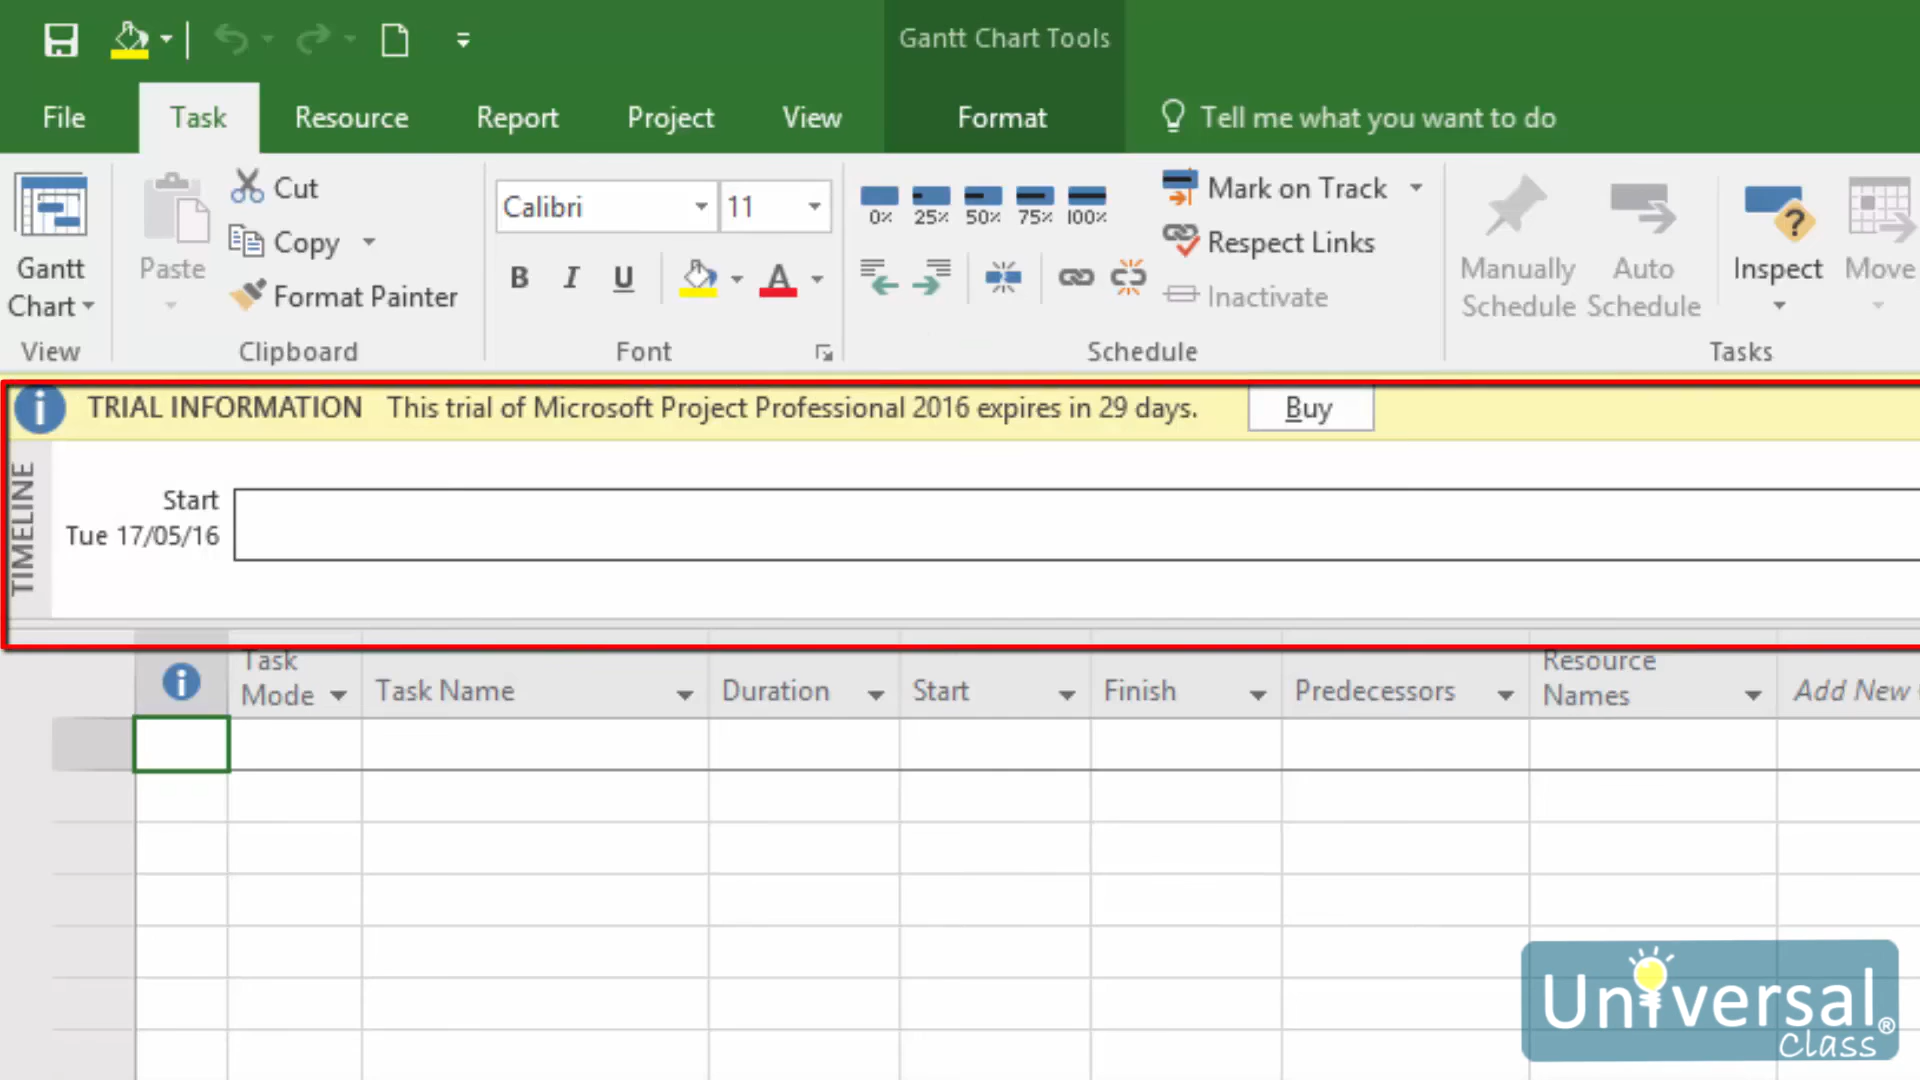 Gantt Chart Tools
File Task Resource Report Project View Format Tell me what you want to do
Gantt Chart
Paste
Cut
Copy
Format Painter
Calibri 11
B I U A
0% 25% 50% 75% 100%
Mark on Track
Respect Links
Inactivate
Manually Schedule
Auto Schedule
Inspect
Move
View Clipboard Font Schedule Tasks
TRIAL INFORMATION This trial of Microsoft Project Professional 2016 expires in 29 days. Buy
TIMELINE
Start
Tue 17/05/16
Task Mode Task Name Duration Start Finish Predecessors Resource Names Add New
Universal
Class®